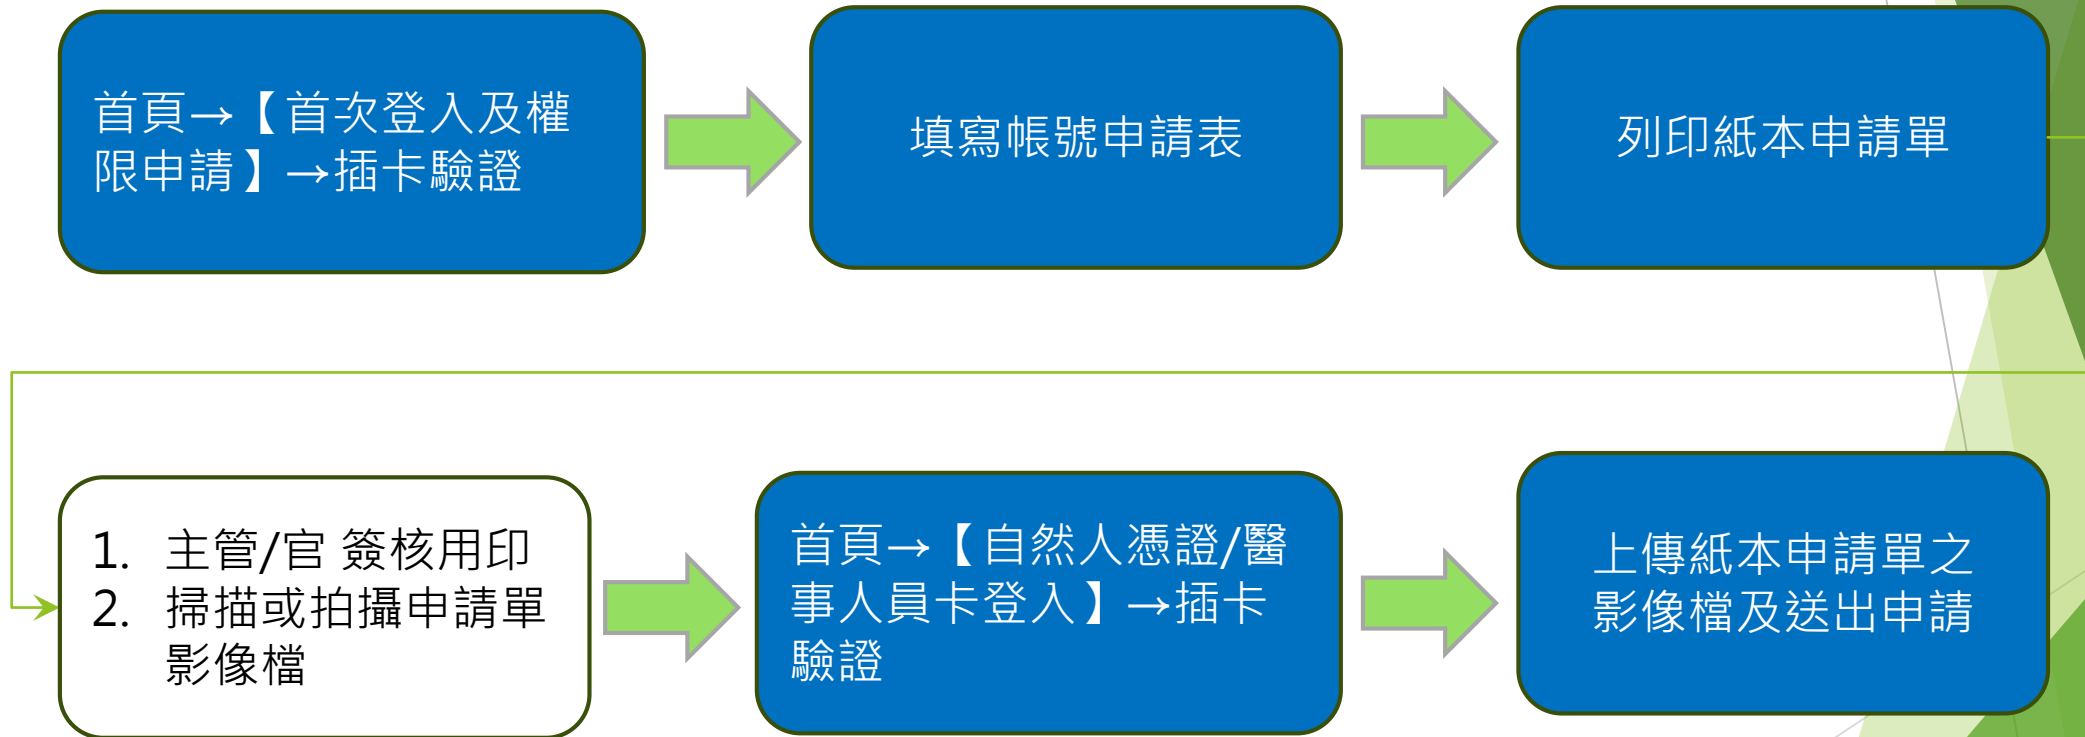 首頁→【首次登入及權
限申請】→插卡驗證
填寫帳號申請表
列印紙本申請單
1. 主管/官 簽核用印
2. 掃描或拍攝申請單
影像檔
首頁→【自然人憑證/醫
事人員卡登入】→插卡
驗證
上傳紙本申請單之
影像檔及送出申請